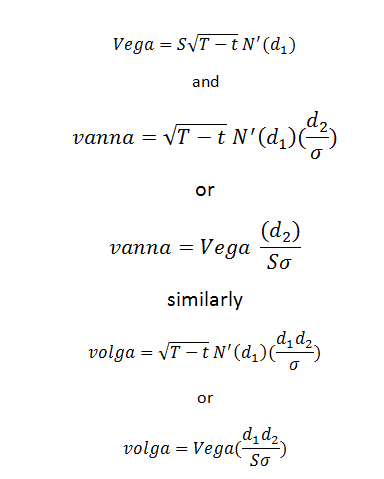 Vega = S√T − t N′(d₁)
and
vanna = √T − t N′(d₁)(d₂/σ)
or
vanna = Vega (d₂)/Sσ
similarly
volga = √T − t N′(d₁)(d₁d₂/σ)
or
volga = Vega(d₁d₂/Sσ)